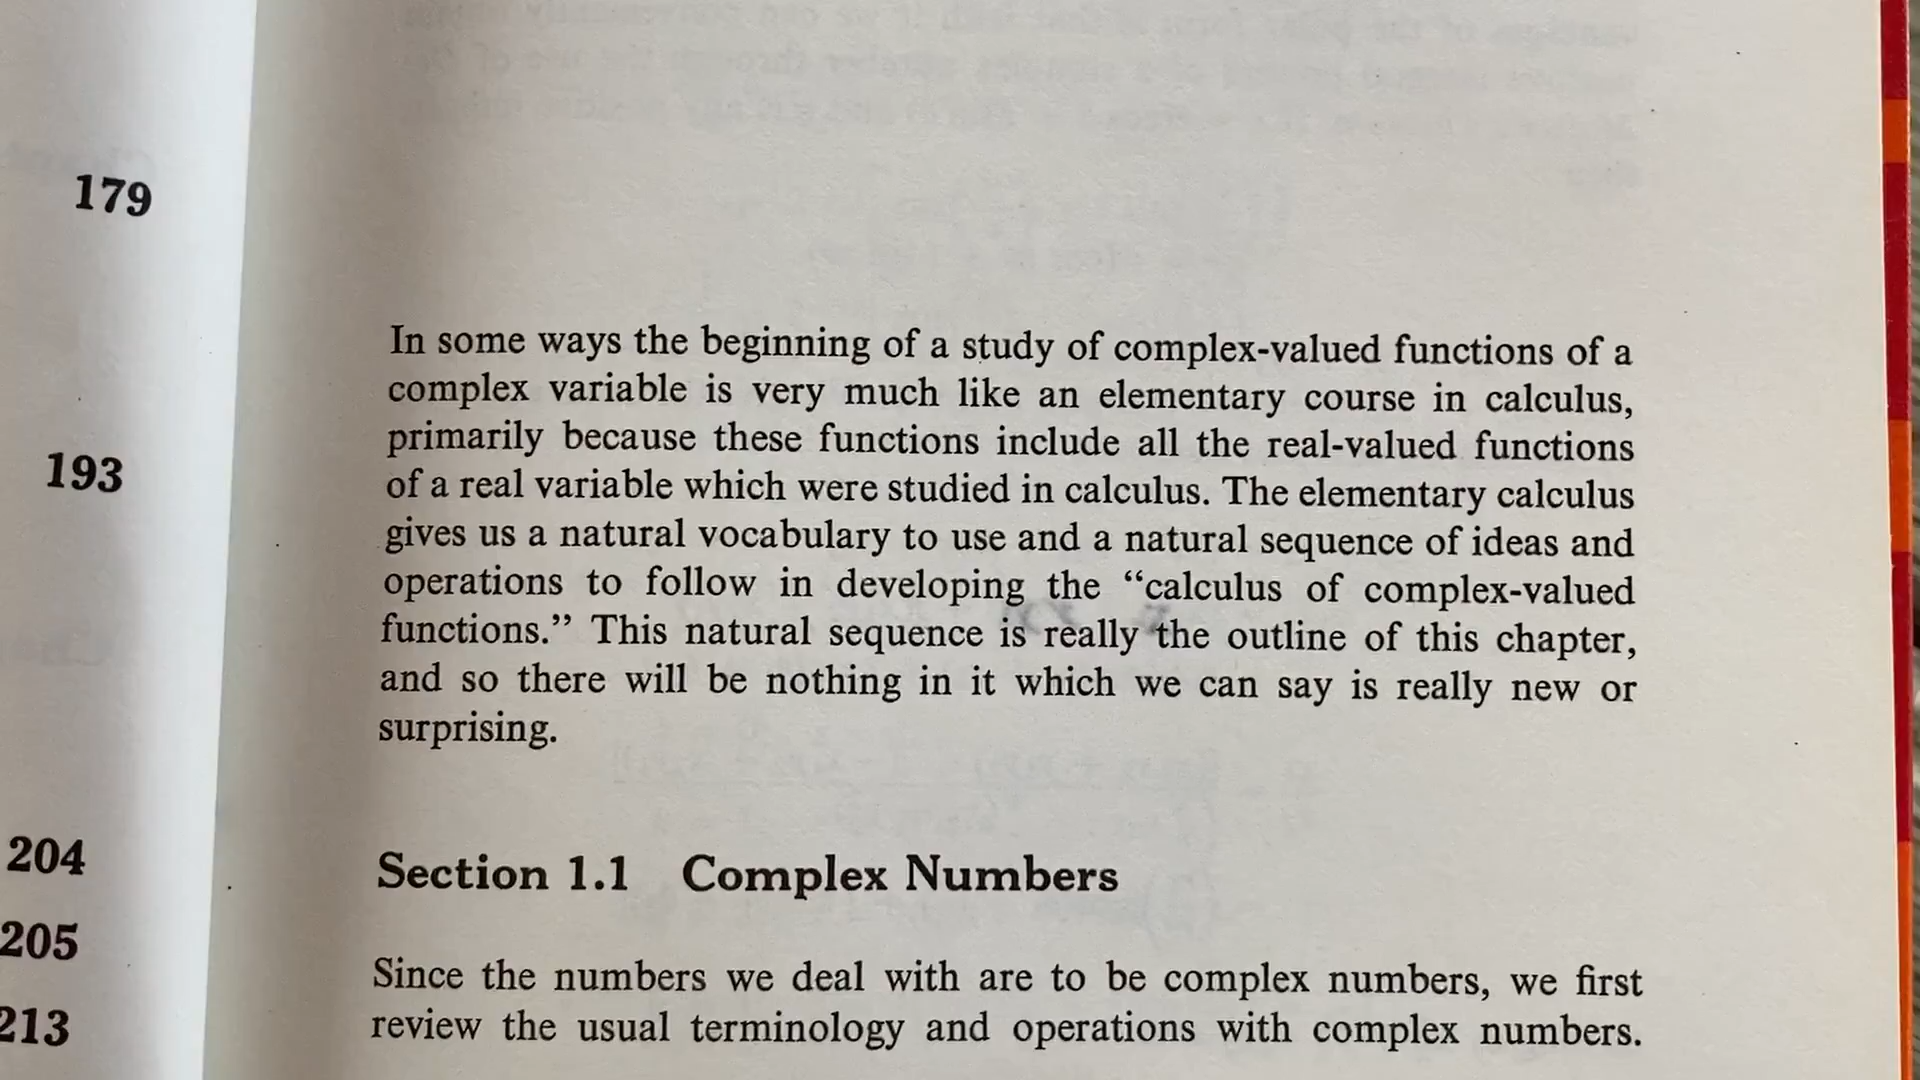 179
193
204
205
213
In some ways the beginning of a study of complex-valued functions of a
complex variable is very much like an elementary course in calculus,
primarily because these functions include all the real-valued functions
of a real variable which were studied in calculus. The elementary calculus
gives us a natural vocabulary to use and a natural sequence of ideas and
operations to follow in developing the “calculus of complex-valued
functions.” This natural sequence is really the outline of this chapter,
and so there will be nothing in it which we can say is really new or
surprising.
Section 1.1 Complex Numbers
Since the numbers we deal with are to be complex numbers, we first
review the usual terminology and operations with complex numbers.